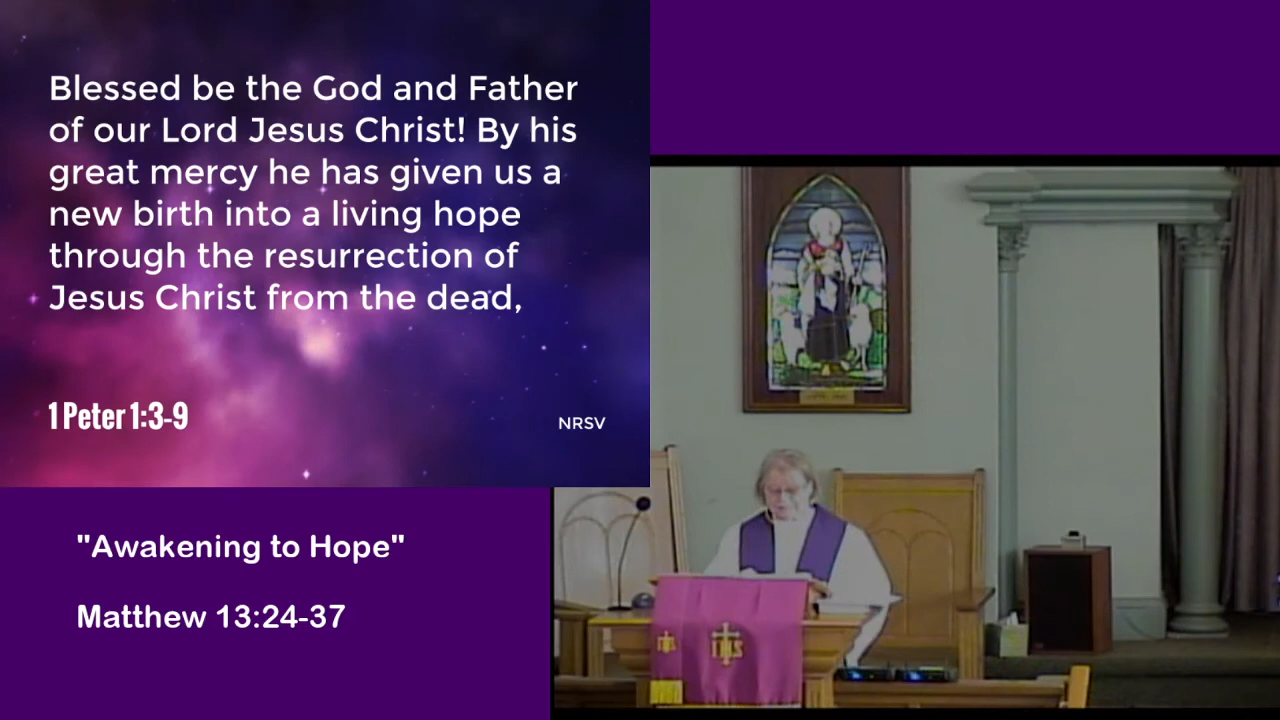 Blessed be the God and Father
of our Lord Jesus Christ! By his
great mercy he has given us a
new birth into a living hope
through the resurrection of
Jesus Christ from the dead,
1 Peter 1:3-9
NRSV
"Awakening to Hope"
Matthew 13:24-37
IHS